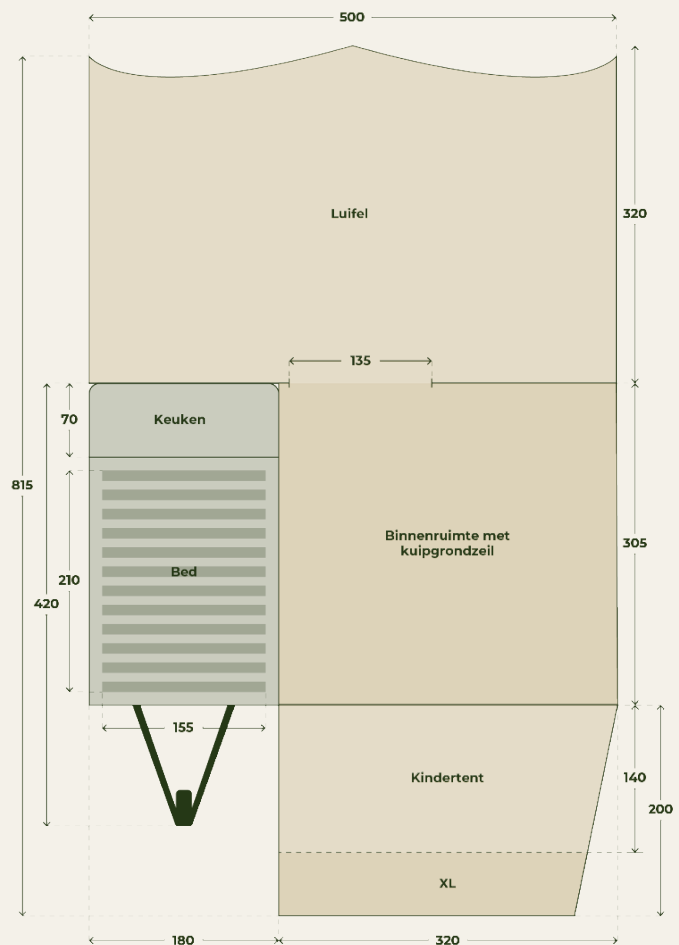 500
Luifel
320
135
Keuken
70
815
Binnenruimte met
kuipgrondzeil
305
Bed
210
420
155
Kindertent
140
200
XL
180
320